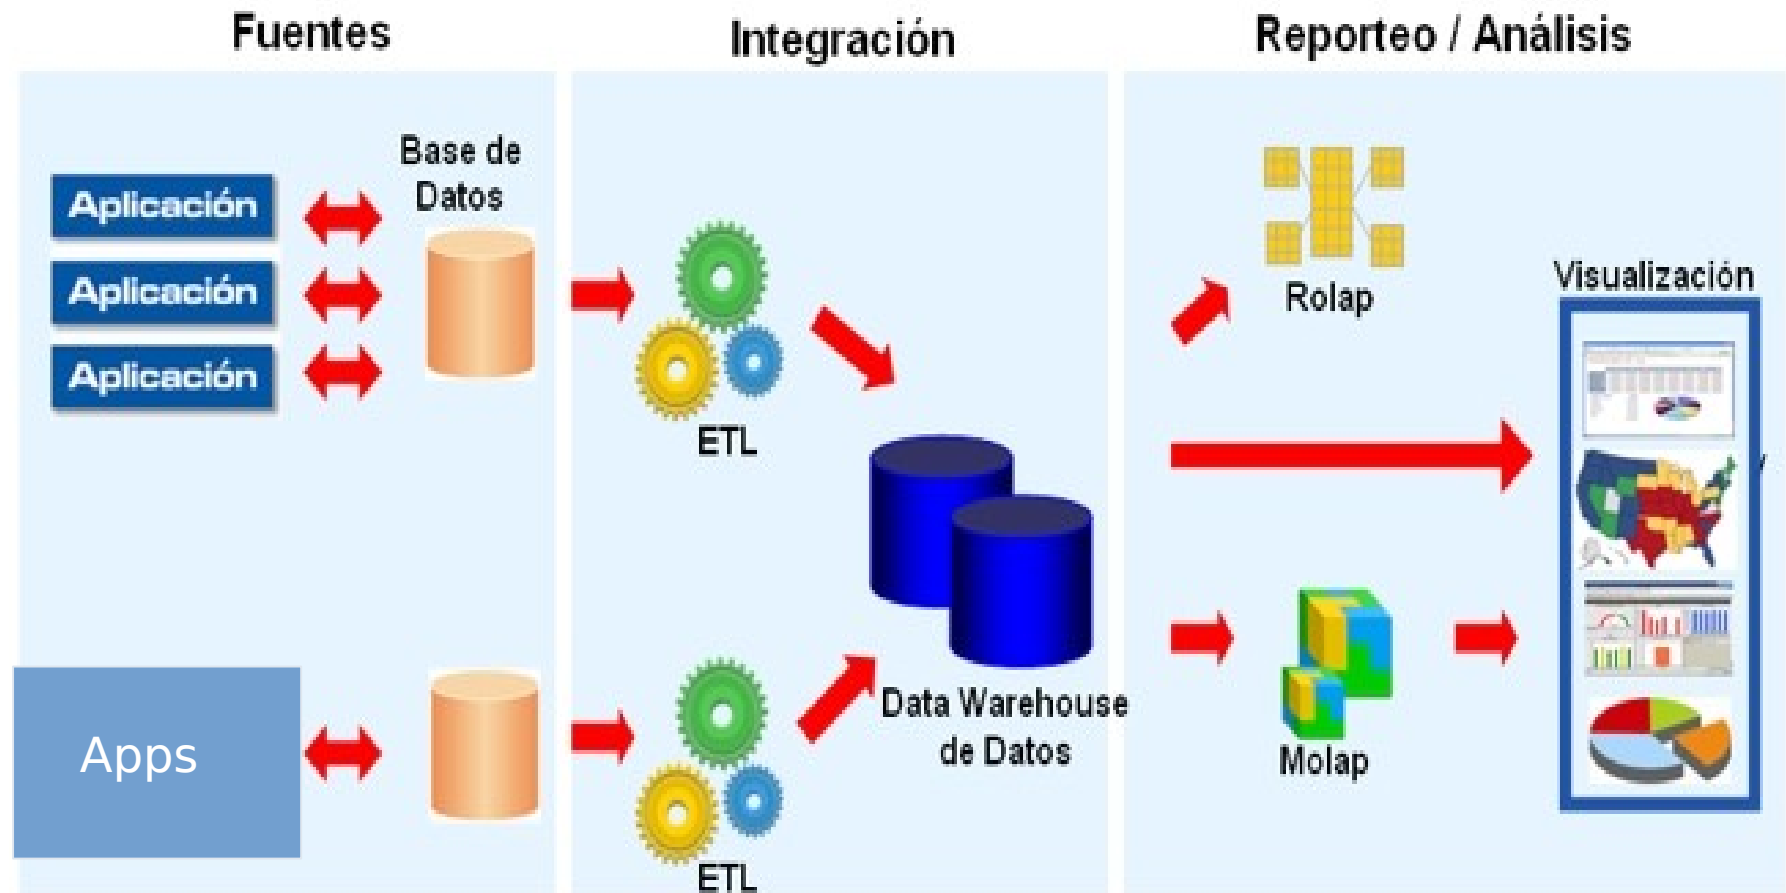 Fuentes
Integración
Reporteo / Análisis
Base de
Datos
Aplicación
Aplicación
Aplicación
ETL
Rolap
Visualización
Apps
ETL
Data Warehouse
de Datos
Molap